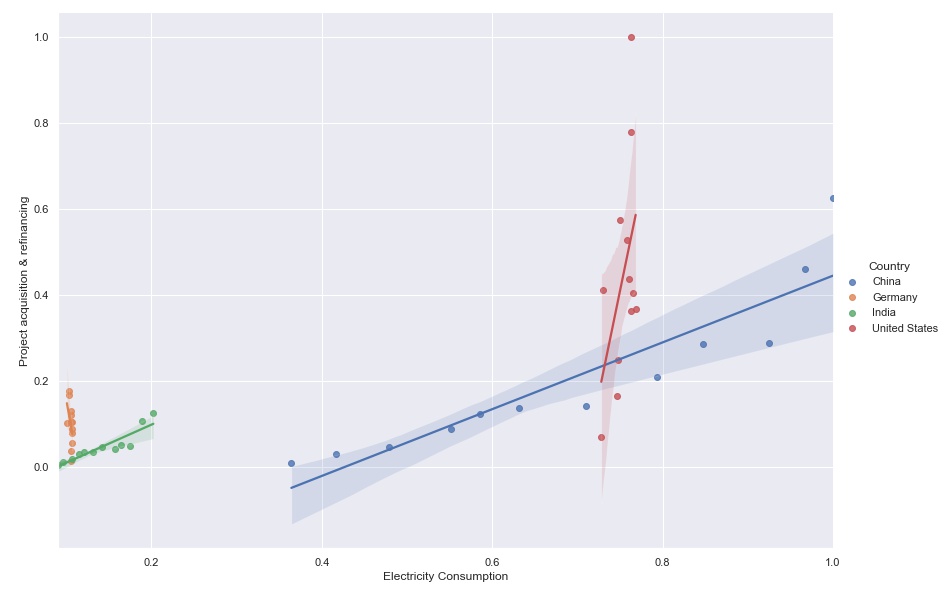 1.0
0.8
0.6
0.4
0.2
0.0
Project acquisition & refinancing
0.2
0.4
0.6
0.8
1.0
Electricity Consumption
Country
China
Germany
India
United States